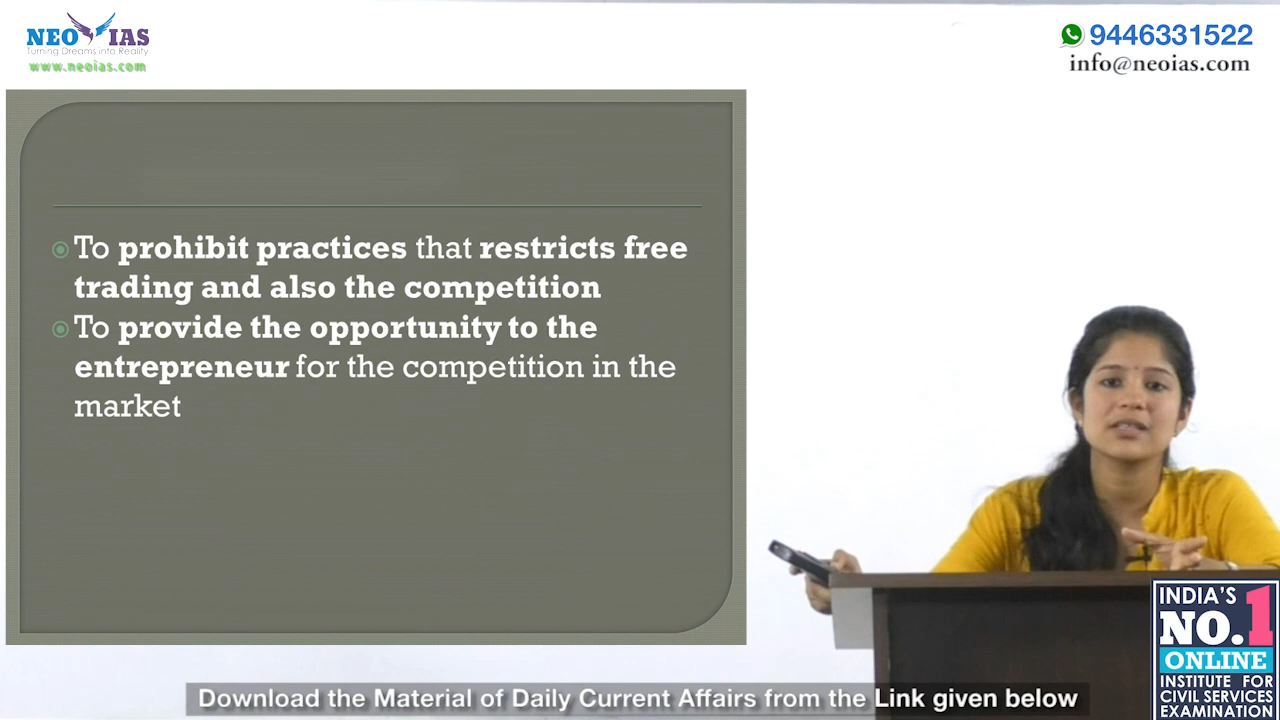 NEO IAS
Turning Dreams into Reality
www.neoias.com
9446331522
info@neoias.com
To prohibit practices that restricts free
trading and also the competition
To provide the opportunity to the
entrepreneur for the competition in the
market
INDIA'S
NO.1
ONLINE
INSTITUTE FOR
CIVIL SERVICES
EXAMINATION
Download the Material of Daily Current Affairs from the Link given below